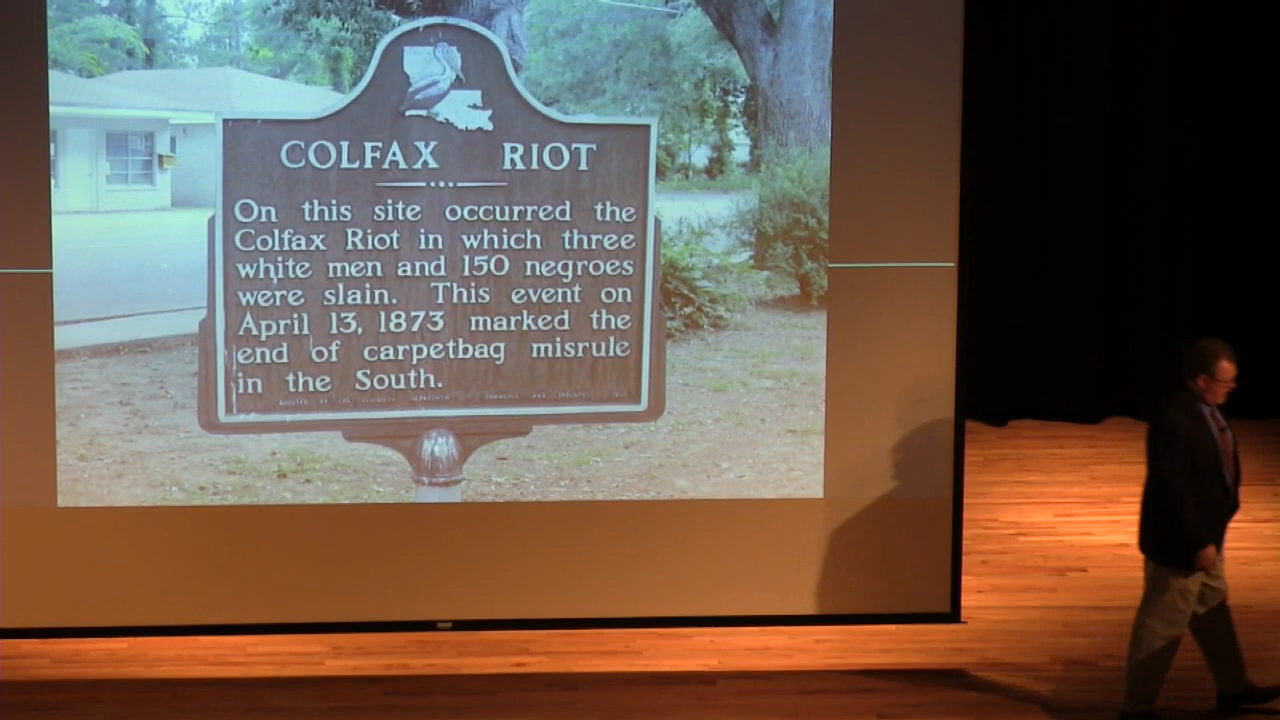 COLFAX RIOT
On this site occurred the
Colfax Riot in which three
white men and 150 negroes
were slain. This event on
April 13, 1873 marked the
end of carpetbag misrule
in the South.